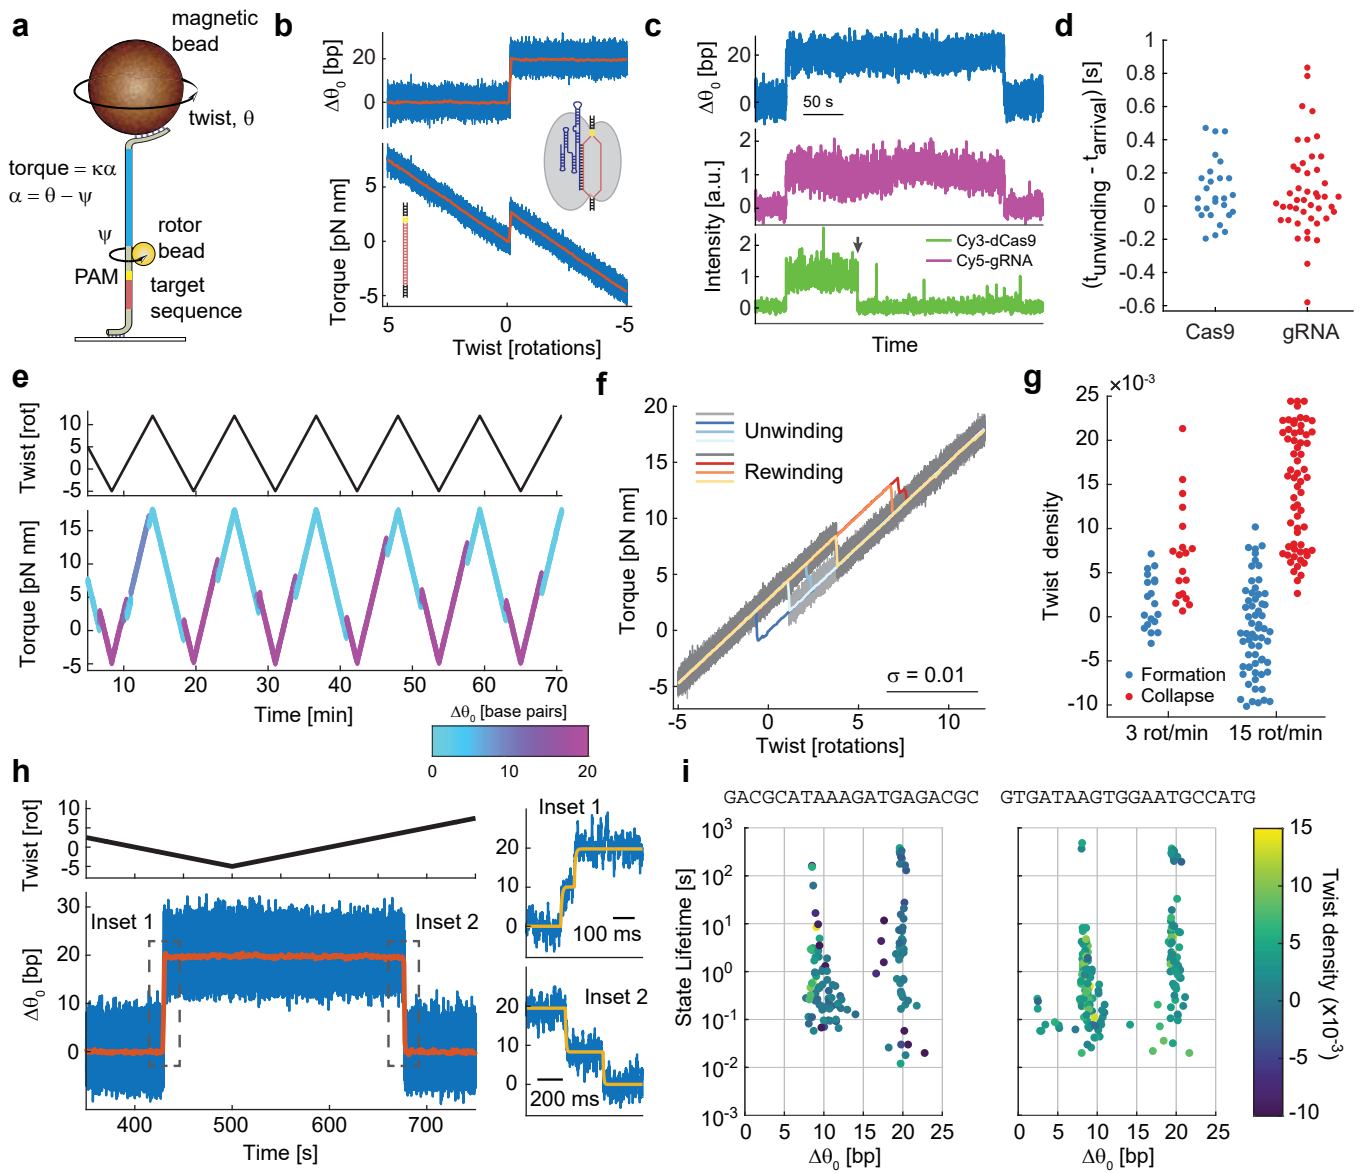 a
magnetic
bead
twist, θ
torque = κα
α = θ − ψ
ψ
rotor
bead
PAM
target
sequence
b
Δθ0 [bp]
20
0
Torque [pN nm]
5
0
-5
5
0
-5
Twist [rotations]
c
Δθ0 [bp]
20
0
50 s
Intensity [a.u.]
2
1
0
2
1
0
Cy3-dCas9
Cy5-gRNA
Time
d
(tunwinding - tarrival) [s]
1
0.8
0.6
0.4
0.2
0
-0.2
-0.4
-0.6
Cas9
gRNA
e
Twist [rot]
10
5
0
-5
Torque [pN nm]
15
10
5
0
-5
10
20
30
40
50
60
70
Time [min]
Δθ0 [base pairs]
0
10
20
f
Torque [pN nm]
20
15
10
5
0
-5
Unwinding
Rewinding
σ = 0.01
-5
0
5
10
Twist [rotations]
g
×10-3
Twist density
25
20
15
10
5
0
-5
-10
Formation
Collapse
3 rot/min
15 rot/min
h
Twist [rot]
10
5
0
-5
Δθ0 [bp]
30
20
10
0
Inset 1
Inset 2
400
500
600
700
Time [s]
Inset 1
20
10
0
100 ms
Inset 2
20
10
0
200 ms
i
GACGCATAAAGATGAGACGC
GTGATAAGTGGAATGCCATG
State Lifetime [s]
103
102
101
100
10-1
10-2
10-3
0
5
10
15
20
25
Δθ0 [bp]
0
5
10
15
20
25
Δθ0 [bp]
15
10
5
0
-5
-10
Twist density (x10-3)